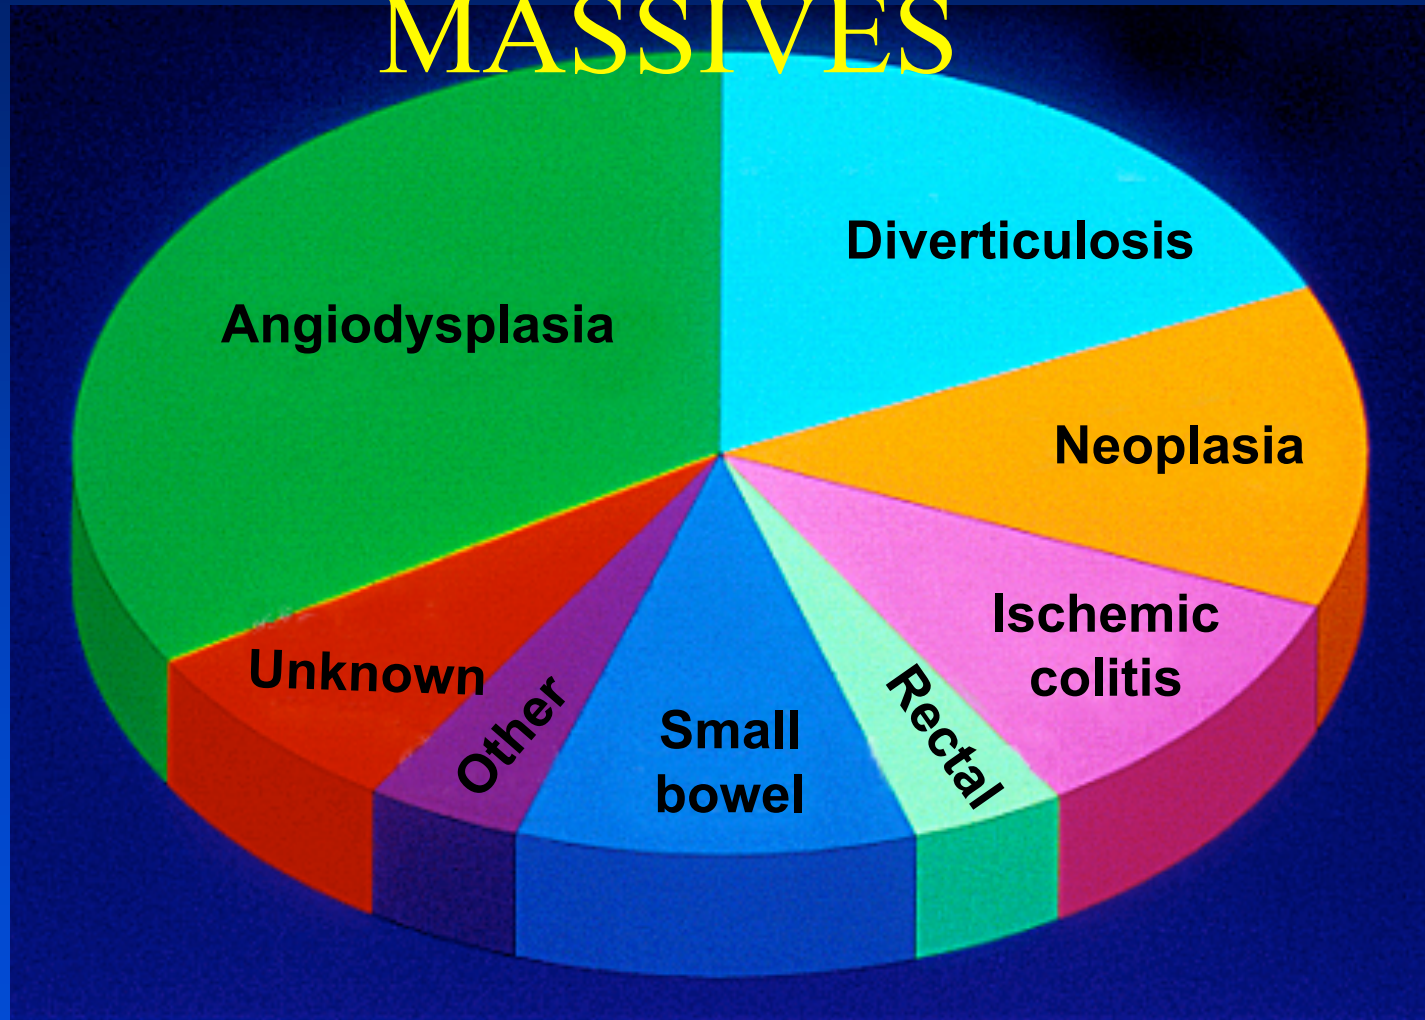 MASSIVES
Diverticulosis
Angiodysplasia
Neoplasia
Ischemic
colitis
Unknown
Other
Small
bowel
Rectal